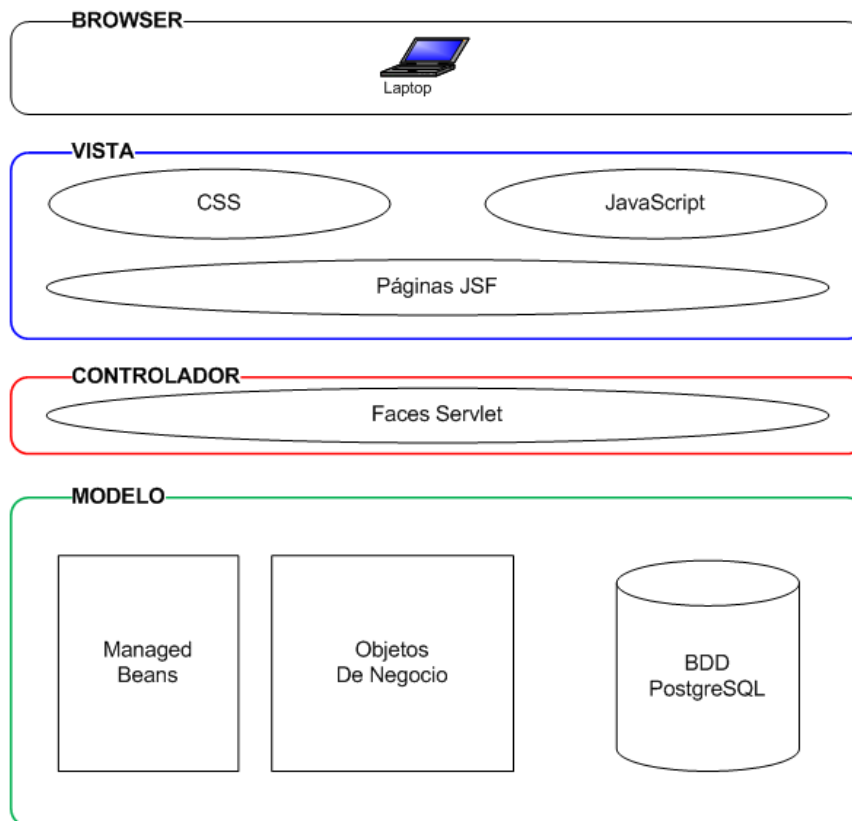 BROWSER
Laptop
VISTA
CSS
JavaScript
Páginas JSF
CONTROLADOR
Faces Servlet
MODELO
Managed
Beans
Objetos
De Negocio
BDD
PostgreSQL